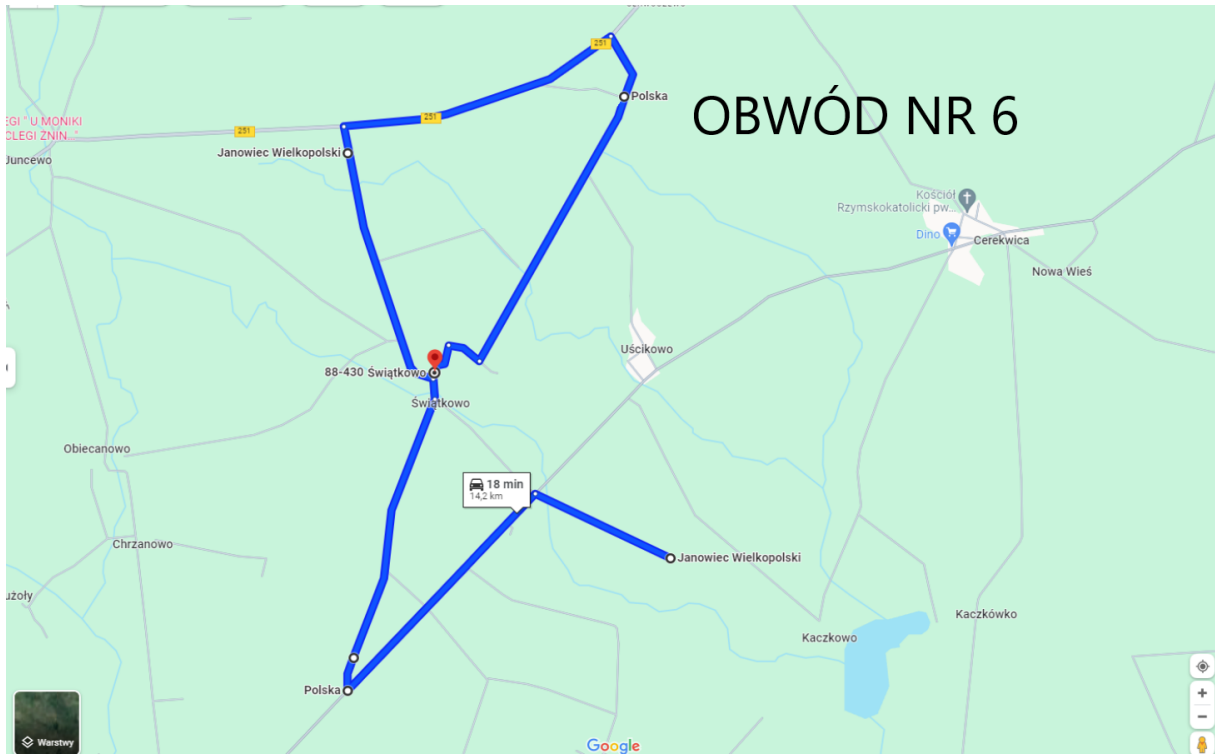 251
Polska
OBWÓD NR 6
EGI " U MONIKI
CLEGI ŻNIN..."
251
251
Juncewo
Janowiec Wielkopolski
Kościół
Rzymskokatolicki pw...
Dino
Cerekwica
Nowa Wieś
Uścikowo
88-430 Świątkowo
Świątkowo
Obiecanowo
18 min
14,2 km
Chrzanowo
Janowiec Wielkopolski
użoły
Kaczkówko
Kaczkowo
Polska
Warstwy
Google